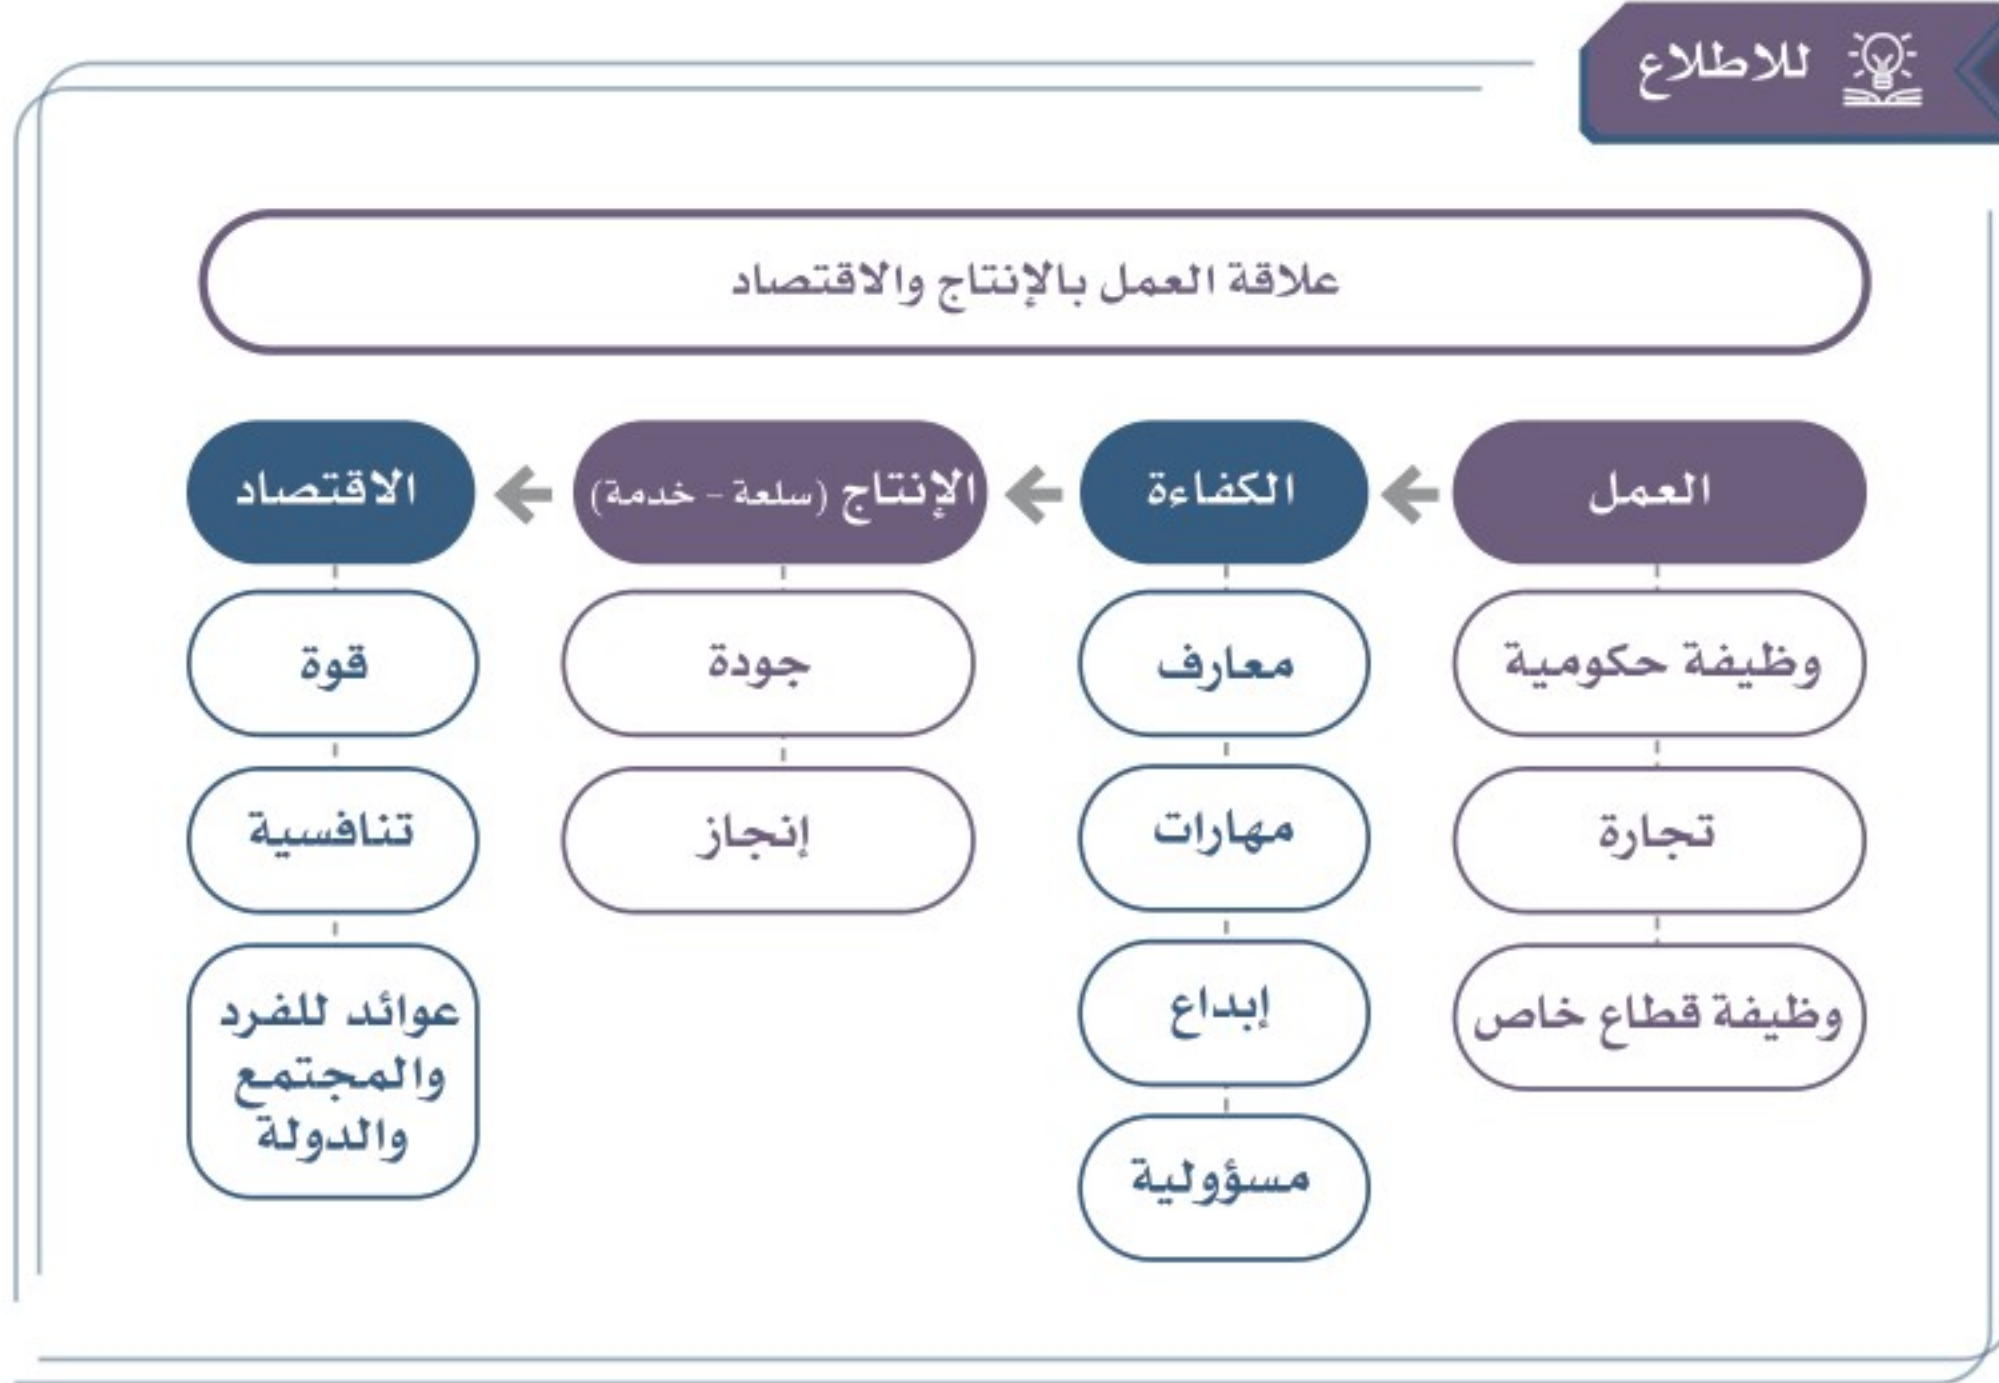 للاطلاع
علاقة العمل بالإنتاج والاقتصاد
العمل
وظيفة حكومية
تجارة
وظيفة قطاع خاص
الكفاءة
معارف
مهارات
إبداع
مسؤولية
الإنتاج (سلعة - خدمة)
جودة
إنجاز
الاقتصاد
قوة
تنافسية
عوائد للفرد
والمجتمع
والدولة